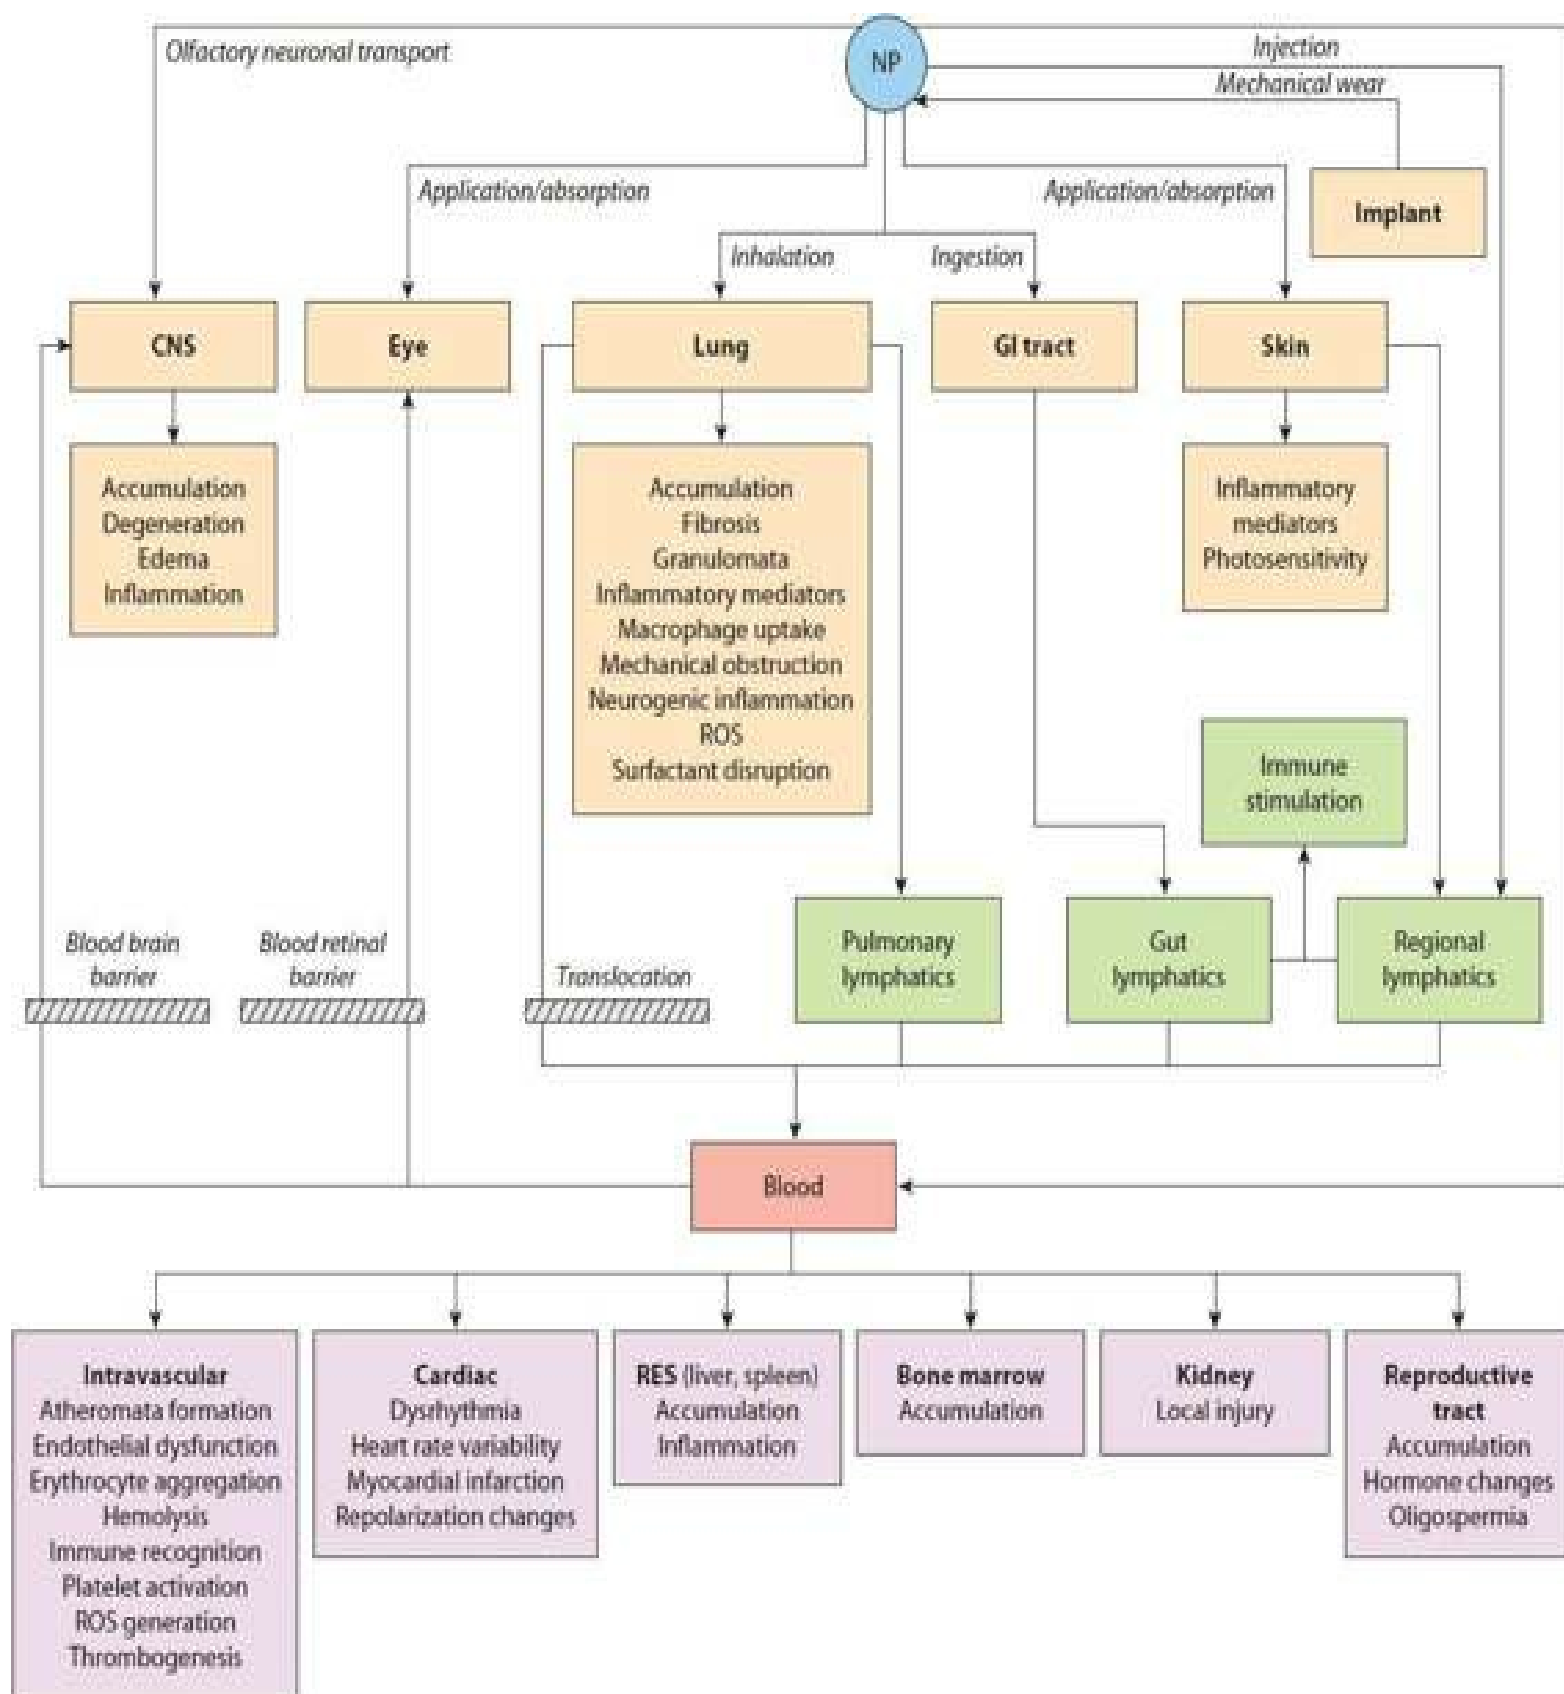 Olfactory neuronal transport
NP
Injection
Mechanical wear
Application/absorption
Application/absorption
Implant
Inhalation
Ingestion
CNS
Eye
Lung
GI tract
Skin
Accumulation
Degeneration
Edema
Inflammation
Accumulation
Fibrosis
Granulomata
Inflammatory mediators
Macrophage uptake
Mechanical obstruction
Neurogenic inflammation
ROS
Surfactant disruption
Inflammatory
mediators
Photosensitivity
Immune
stimulation
Blood brain
barrier
Blood retinal
barrier
Translocation
Pulmonary
lymphatics
Gut
lymphatics
Regional
lymphatics
Blood
Intravascular
Atheromata formation
Endothelial dysfunction
Erythrocyte aggregation
Hemolysis
Immune recognition
Platelet activation
ROS generation
Thrombogenesis
Cardiac
Dysrhythmia
Heart rate variability
Myocardial infarction
Repolarization changes
RES (liver, spleen)
Accumulation
Inflammation
Bone marrow
Accumulation
Kidney
Local injury
Reproductive
tract
Accumulation
Hormone changes
Oligospermia